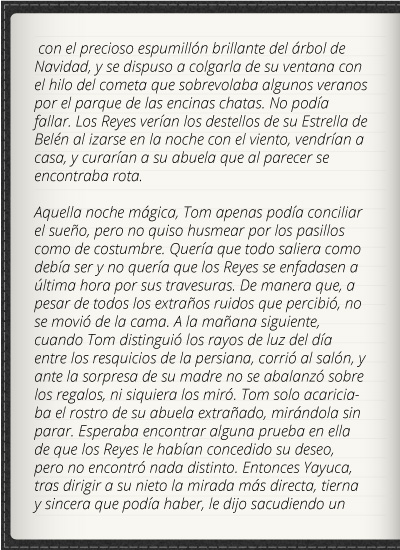 con el precioso espumillón brillante del árbol de
Navidad, y se dispuso a colgarla de su ventana con
el hilo del cometa que sobrevolaba algunos veranos
por el parque de las encinas chatas. No podía
fallar. Los Reyes verían los destellos de su Estrella de
Belén al izarse en la noche con el viento, vendrían a
casa, y curarían a su abuela que al parecer se
encontraba rota.
Aquella noche mágica, Tom apenas podía conciliar
el sueño, pero no quiso husmear por los pasillos
como de costumbre. Quería que todo saliera como
debía ser y no quería que los Reyes se enfadasen a
última hora por sus travesuras. De manera que, a
pesar de todos los extraños ruidos que percibió, no
se movió de la cama. A la mañana siguiente,
cuando Tom distinguió los rayos de luz del día
entre los resquicios de la persiana, corrió al salón, y
ante la sorpresa de su madre no se abalanzó sobre
los regalos, ni siquiera los miró. Tom solo acaricia-
ba el rostro de su abuela extrañado, mirándola sin
parar. Esperaba encontrar alguna prueba en ella
de que los Reyes le habían concedido su deseo,
pero no encontró nada distinto. Entonces Yayuca,
tras dirigir a su nieto la mirada más directa, tierna
y sincera que podía haber, le dijo sacudiendo un